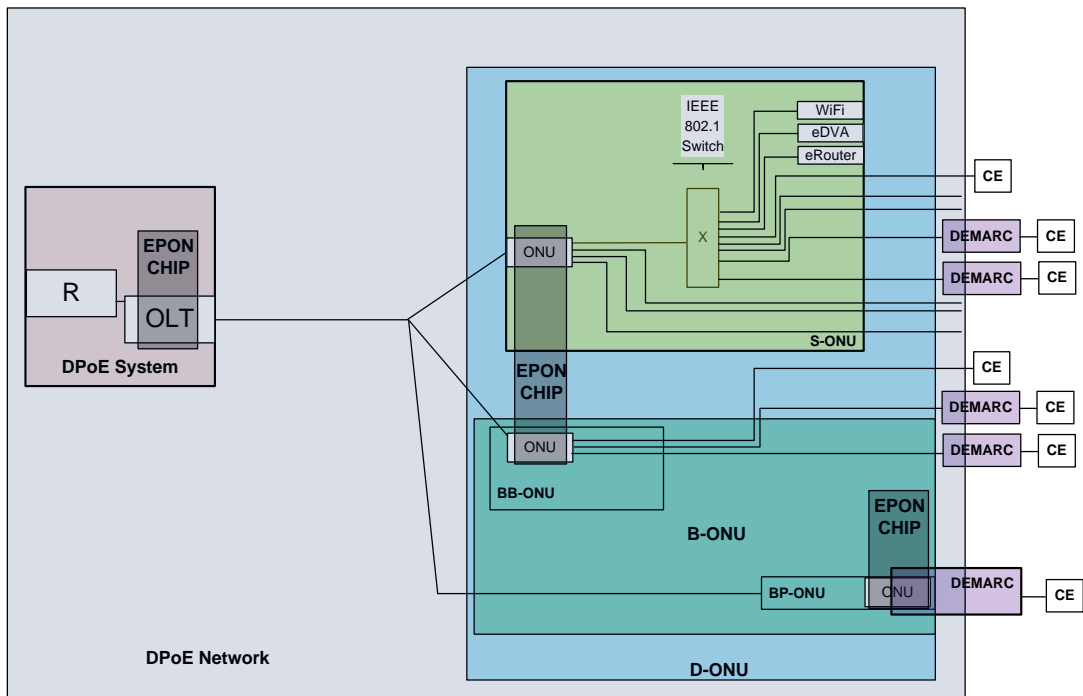 IEEE
802.1
Switch
WiFi
eDVA
eRouter
CE
EPON
CHIP
ONU
X
DEMARC
CE
R
OLT
DEMARC
CE
S-ONU
DPoE System
EPON
CHIP
CE
DEMARC
CE
ONU
DEMARC
CE
BB-ONU
EPON
CHIP
B-ONU
BP-ONU
ONU
DEMARC
CE
DPoE Network
D-ONU